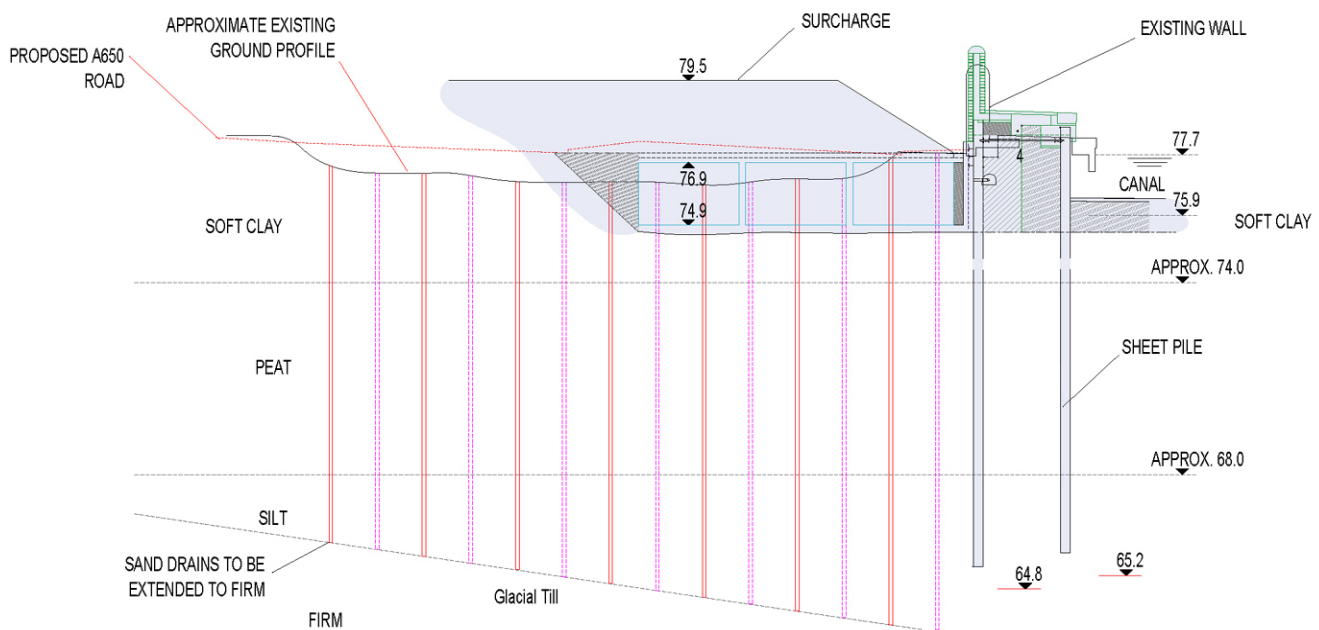 SURCHARGE
APPROXIMATE EXISTING
GROUND PROFILE
EXISTING WALL
PROPOSED A650
ROAD
79.5
77.7
4
76.9
CANAL
75.9
74.9
SOFT CLAY
SOFT CLAY
APPROX. 74.0
SHEET PILE
PEAT
APPROX. 68.0
SILT
SAND DRAINS TO BE
EXTENDED TO FIRM
65.2
64.8
Glacial Till
FIRM